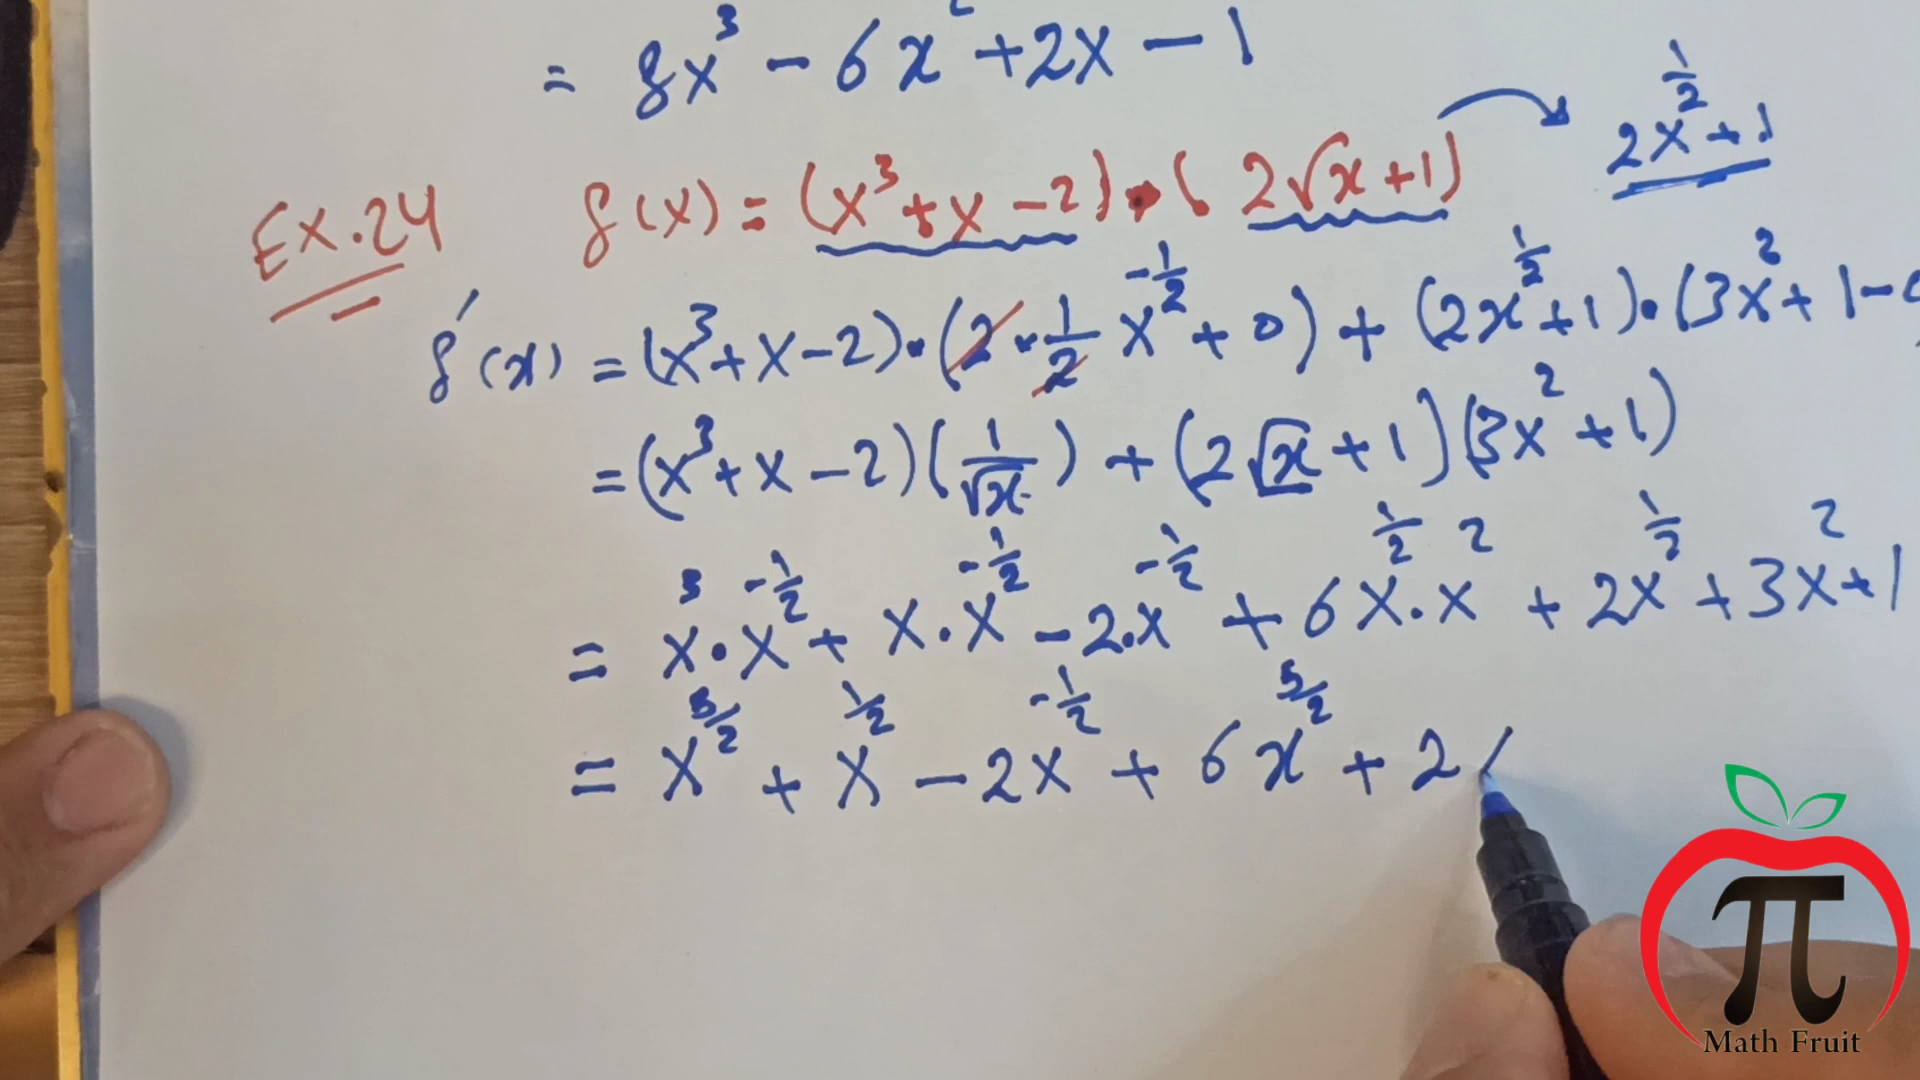 = 8x³ - 6x² + 2x - 1
2x^½ + 1
Ex.24 f(x) = (x³ + x - 2) • (2√x + 1)
f'(x) = (x³ + x - 2) • (2 • ½ x^-½ + 0) + (2x^½ + 1) • (3x² + 1 - 0
= (x³ + x - 2)(1/√x) + (2√x + 1)(3x² + 1)
= x³ • x^-½ + x • x^-½ - 2 • x^-½ + 6x^½ • x² + 2x^½ + 3x² + 1
= x^5/2 + x^½ - 2x^-½ + 6x^5/2 + 2
π
Math Fruit